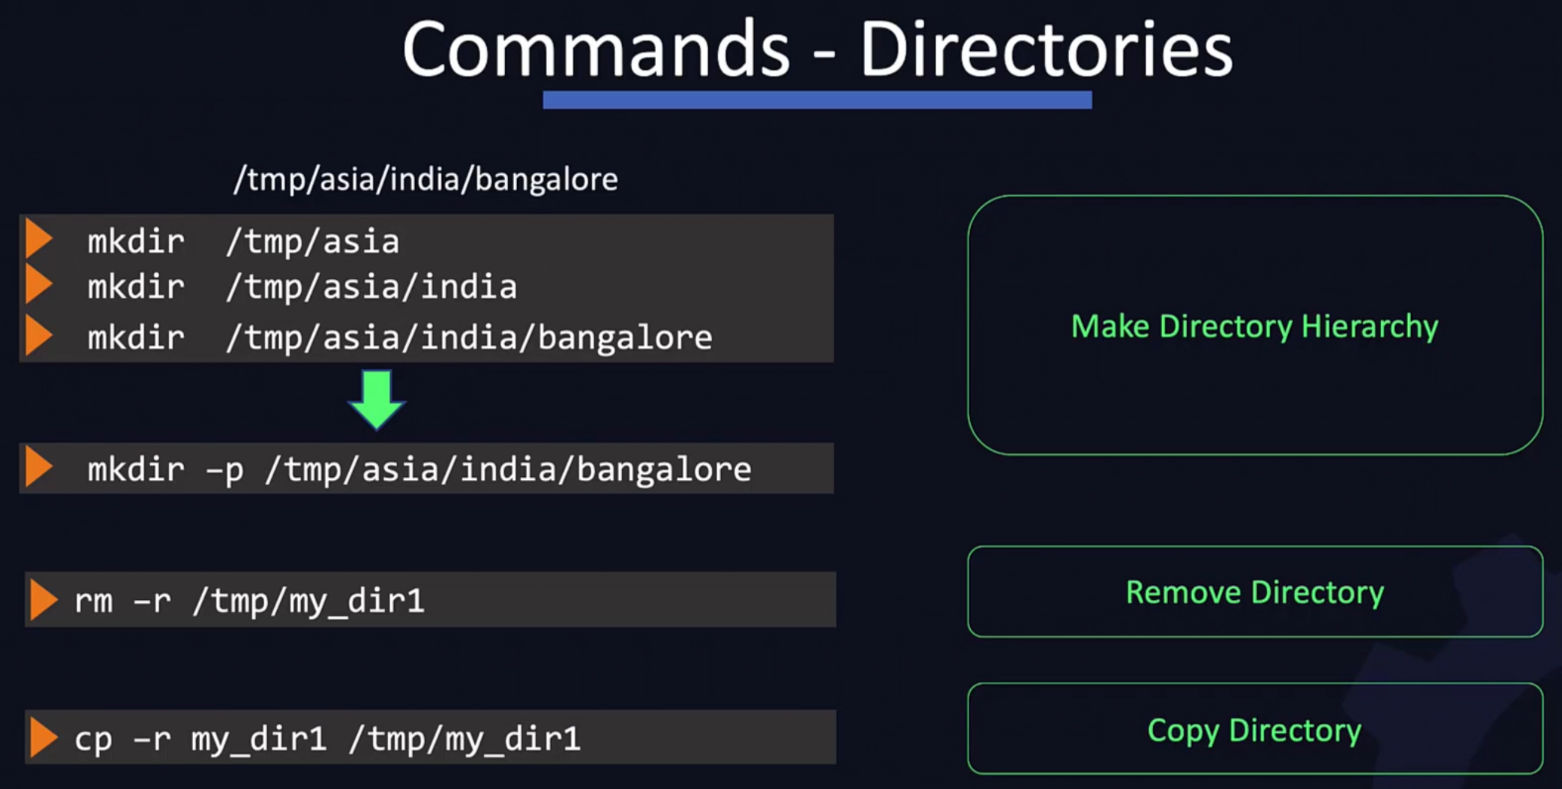 Commands - Directories
/tmp/asia/india/bangalore
mkdir /tmp/asia
mkdir /tmp/asia/india
mkdir /tmp/asia/india/bangalore
Make Directory Hierarchy
mkdir –p /tmp/asia/india/bangalore
rm –r /tmp/my_dir1
Remove Directory
cp –r my_dir1 /tmp/my_dir1
Copy Directory